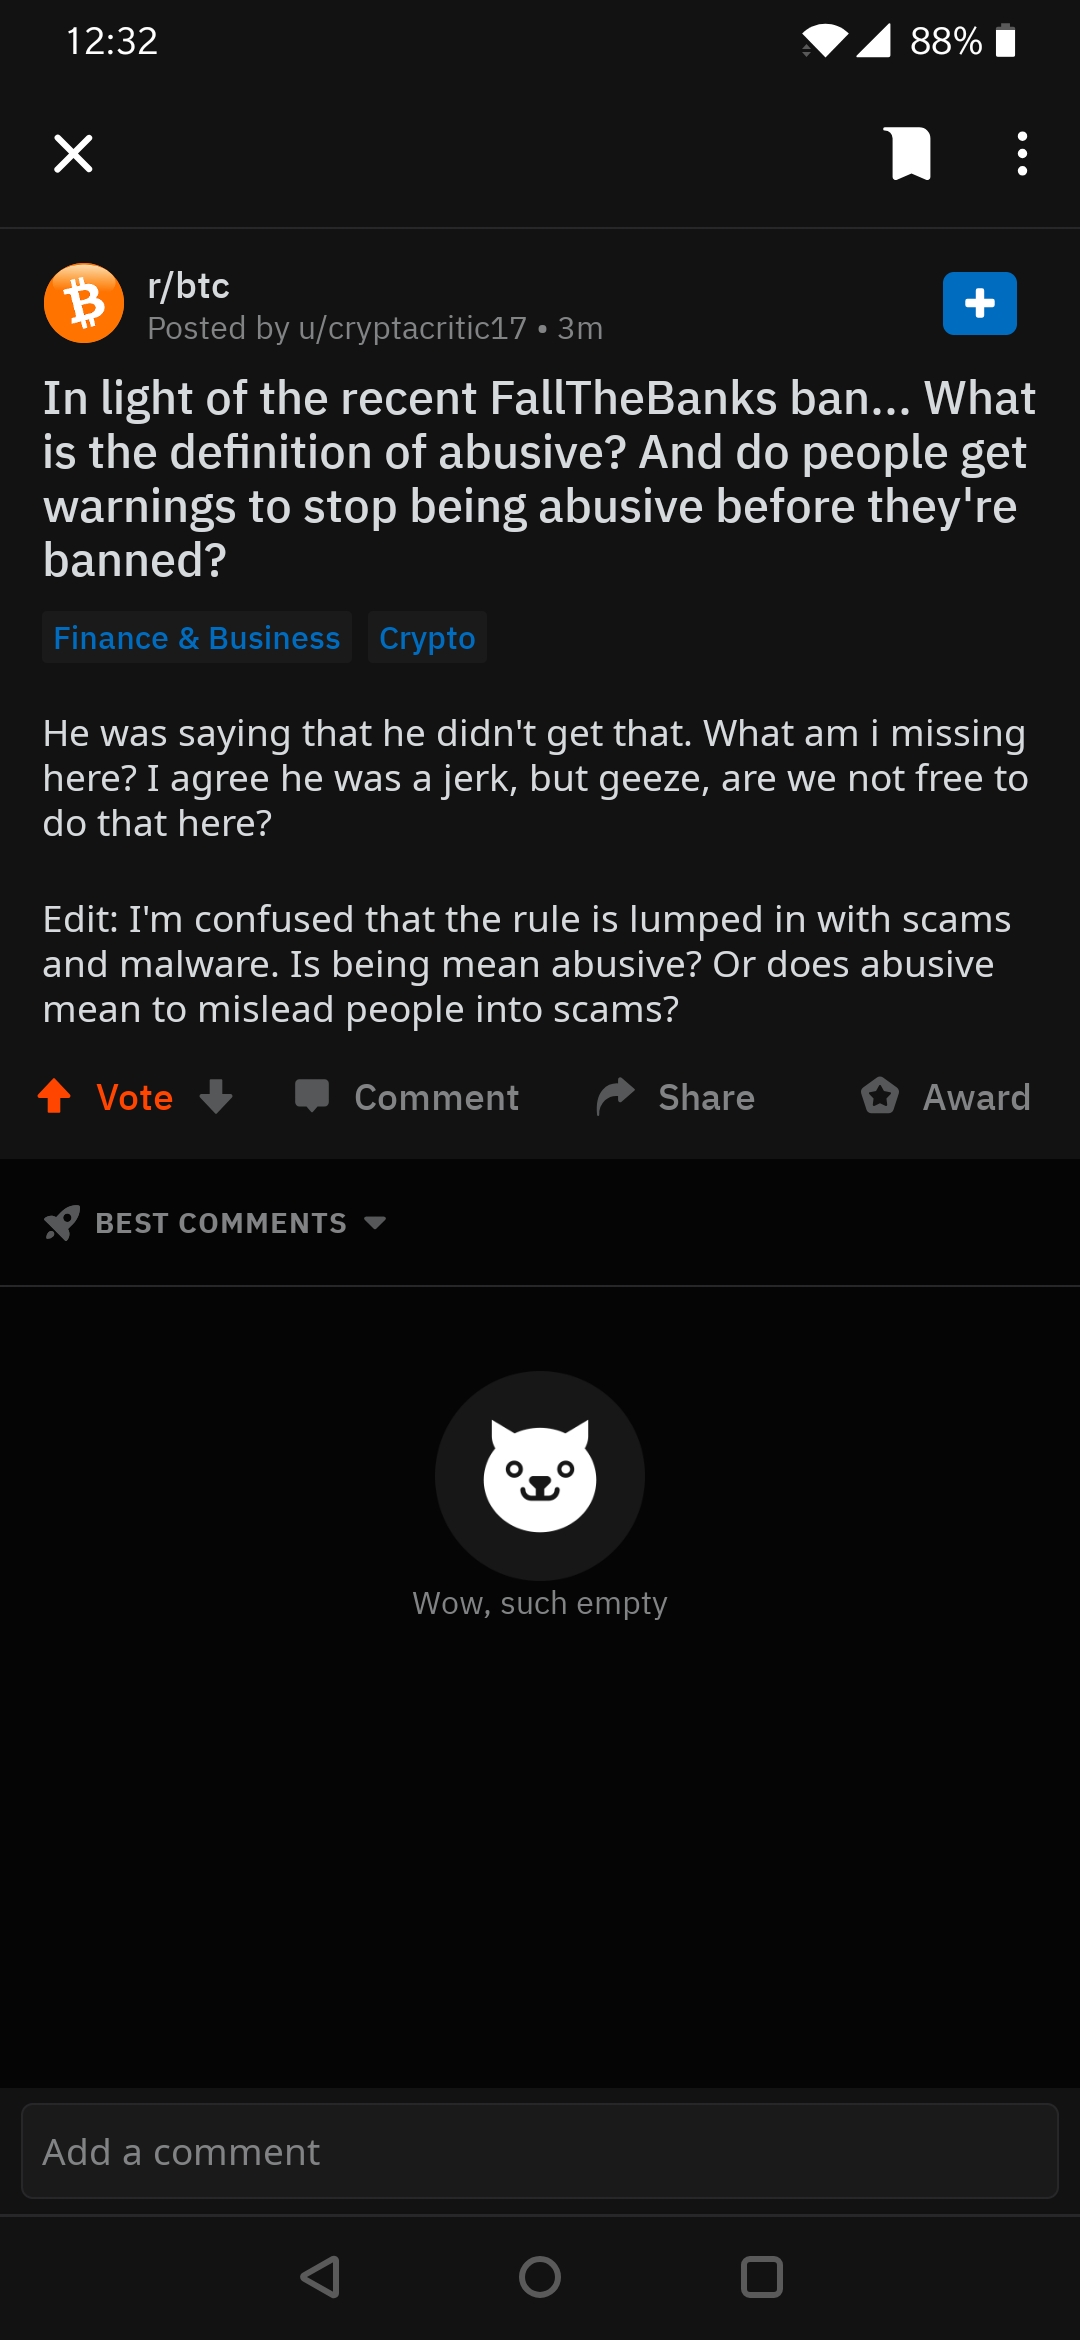 12:32
88%
r/btc
Posted by u/cryptacritic17 • 3m
In light of the recent FallTheBanks ban... What
is the definition of abusive? And do people get
warnings to stop being abusive before they're
banned?
Finance & Business
Crypto
He was saying that he didn't get that. What am i missing
here? I agree he was a jerk, but geeze, are we not free to
do that here?
Edit: I'm confused that the rule is lumped in with scams
and malware. Is being mean abusive? Or does abusive
mean to mislead people into scams?
Vote Comment Share Award
BEST COMMENTS
Wow, such empty
Add a comment